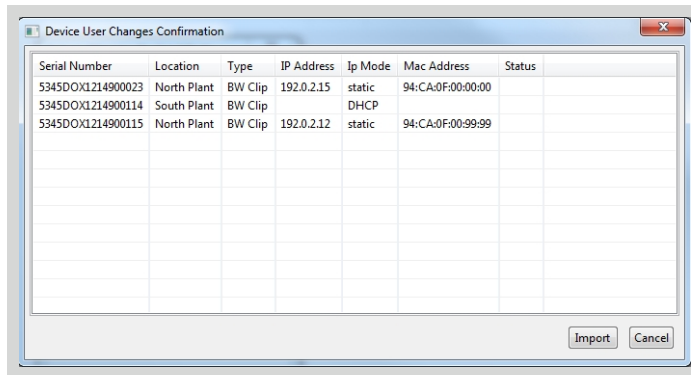 Device User Changes Confirmation
Serial Number Location Type IP Address Ip Mode Mac Address Status
5345DOX1214900023 North Plant BW Clip 192.0.2.15 static 94:CA:0F:00:00:00
5345DOX1214900114 South Plant BW Clip DHCP
5345DOX1214900115 North Plant BW Clip 192.0.2.12 static 94:CA:0F:00:99:99
Import Cancel